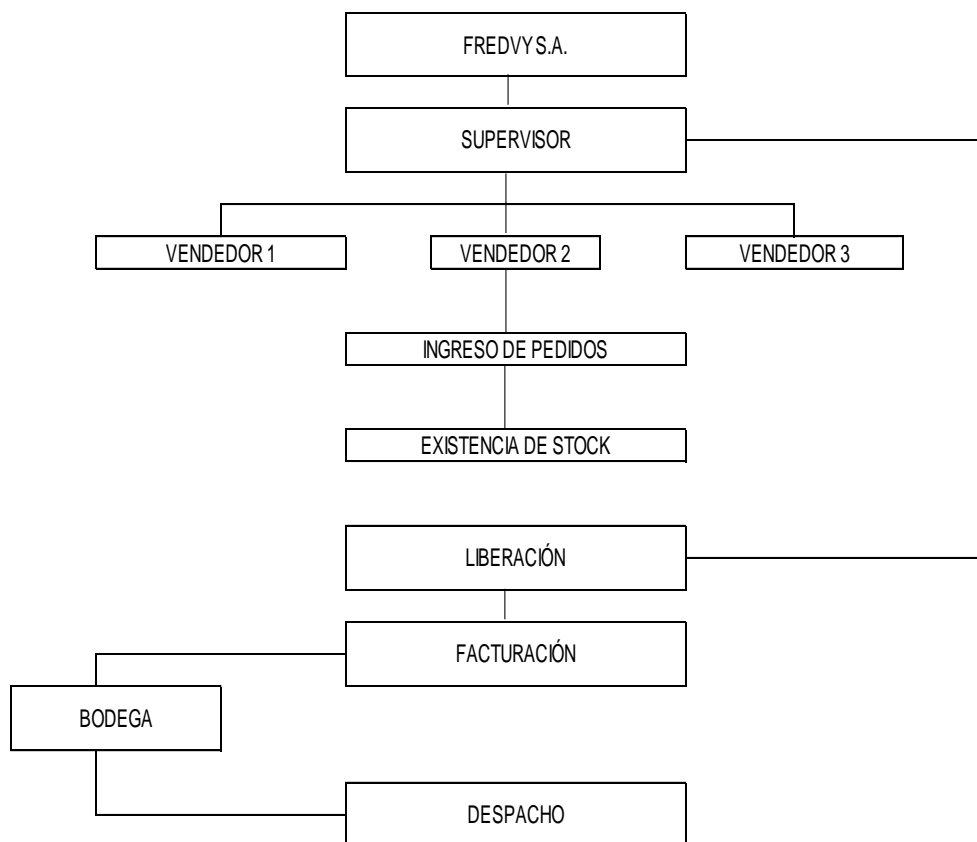 FREDVY S.A.
SUPERVISOR
VENDEDOR 1
VENDEDOR 2
VENDEDOR 3
INGRESO DE PEDIDOS
EXISTENCIA DE STOCK
LIBERACIÓN
FACTURACIÓN
BODEGA
DESPACHO